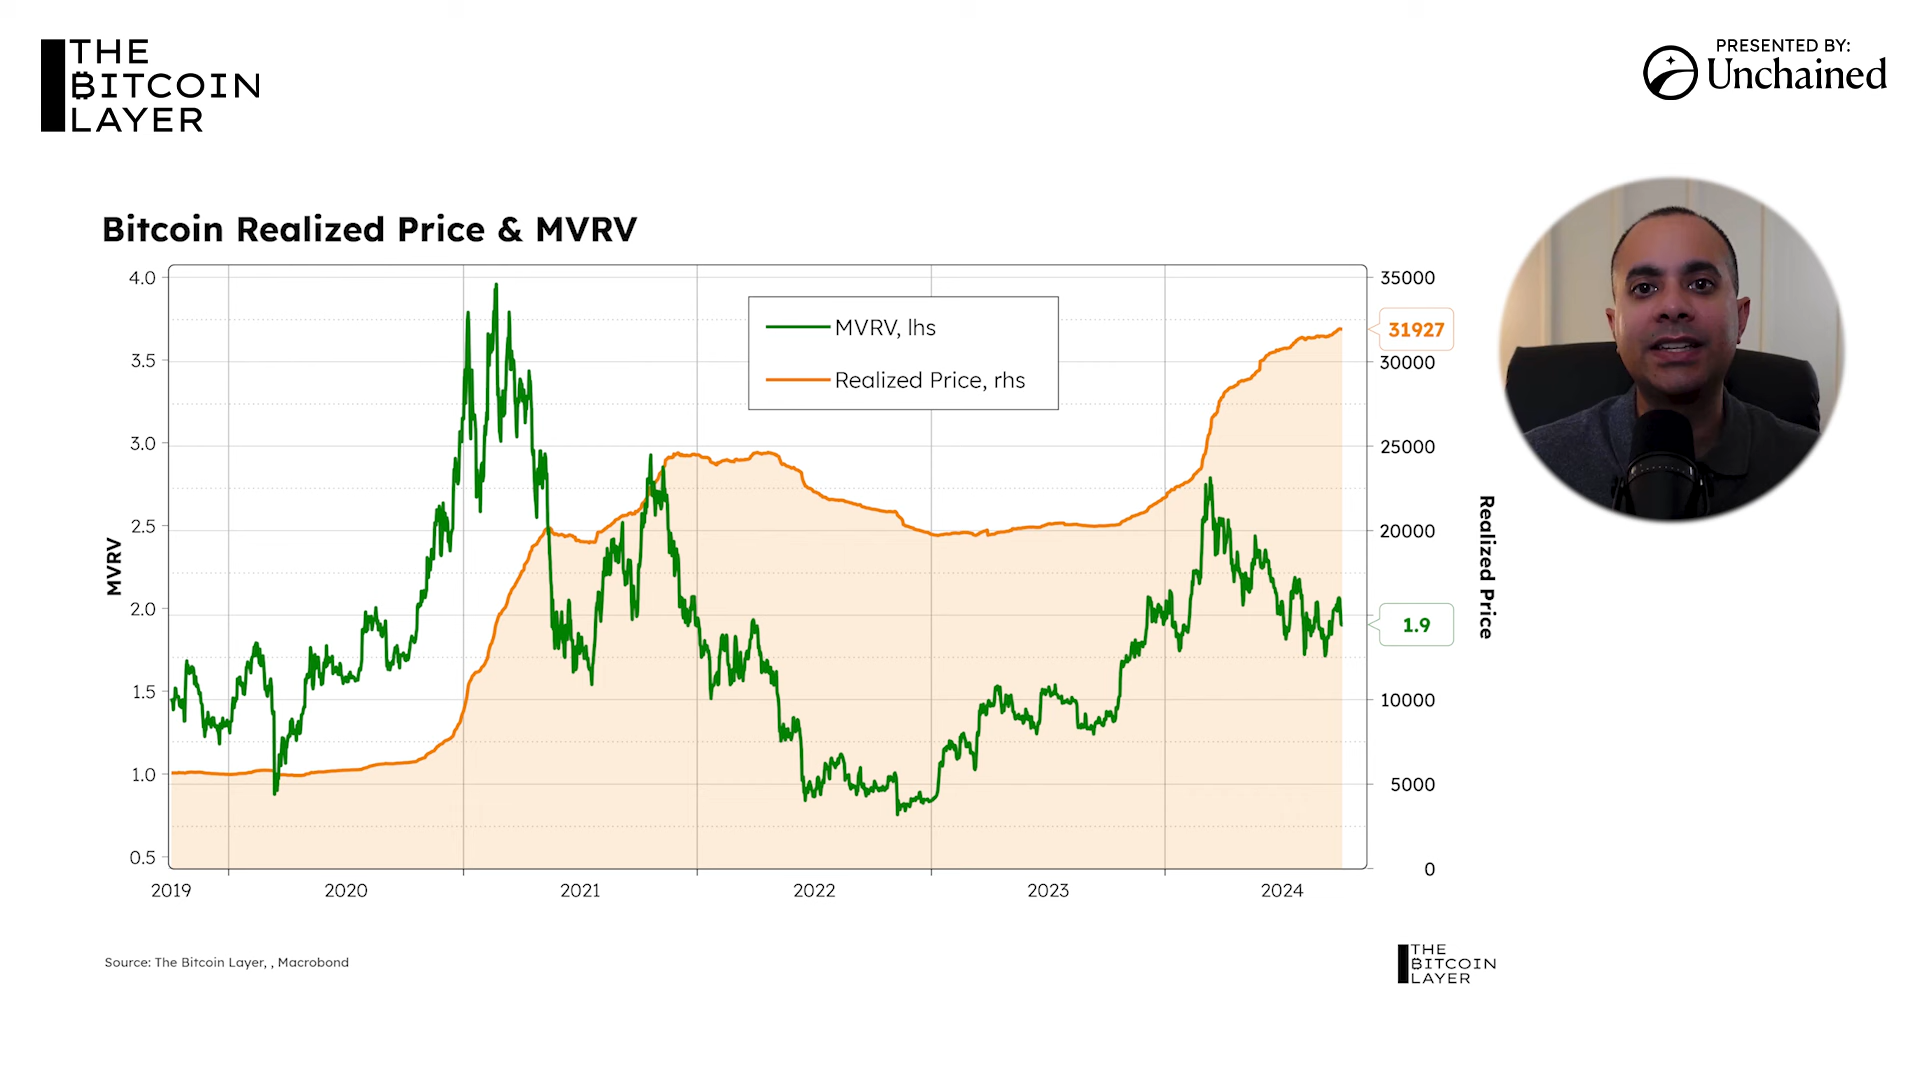 THE
BITCOIN
LAYER
PRESENTED BY:
Unchained
Bitcoin Realized Price & MVRV
4.0
3.5
3.0
2.5
2.0
1.5
1.0
0.5
MVRV
MVRV, lhs
Realized Price, rhs
35000
31927
30000
25000
20000
1.9
10000
5000
0
Realized Price
2019
2020
2021
2022
2023
2024
Source: The Bitcoin Layer, , Macrobond
THE
BITCOIN
LAYER